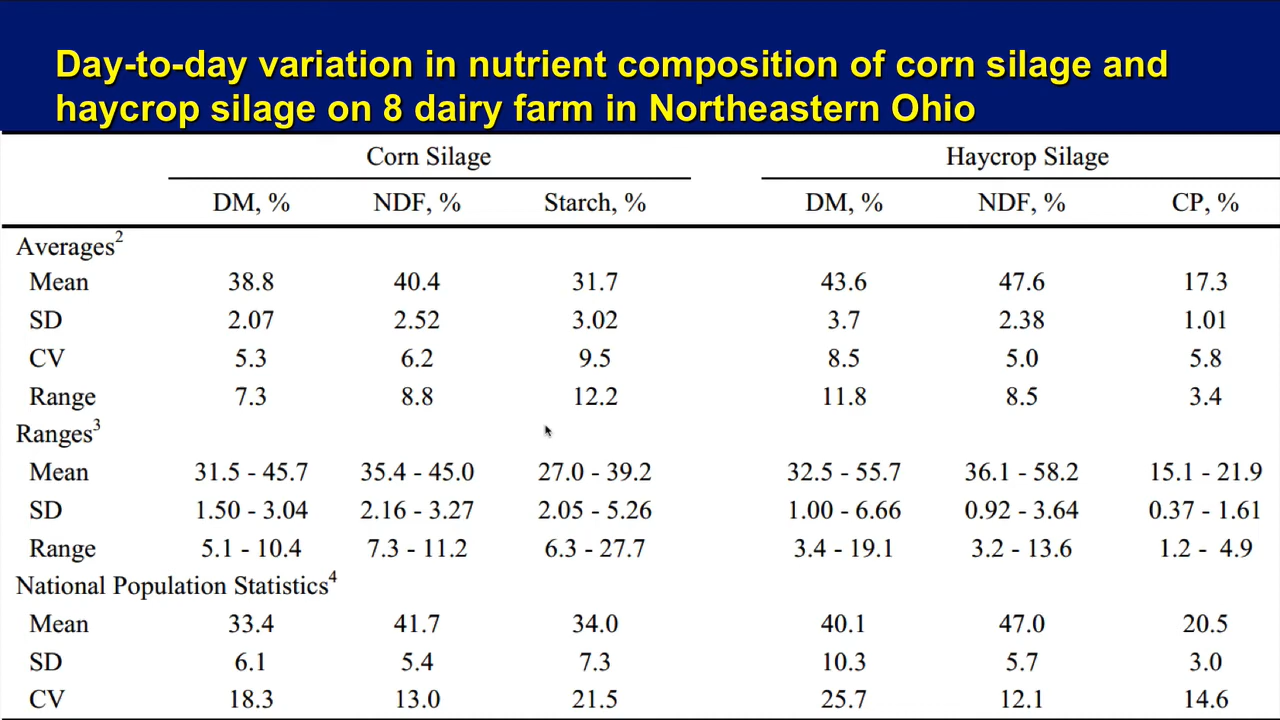 Day-to-day variation in nutrient composition of corn silage and
haycrop silage on 8 dairy farm in Northeastern Ohio
Corn Silage Haycrop Silage
DM, % NDF, % Starch, % DM, % NDF, % CP, %
Averages2
Mean 38.8 40.4 31.7 43.6 47.6 17.3
SD 2.07 2.52 3.02 3.7 2.38 1.01
CV 5.3 6.2 9.5 8.5 5.0 5.8
Range 7.3 8.8 12.2 11.8 8.5 3.4
Ranges3
Mean 31.5 - 45.7 35.4 - 45.0 27.0 - 39.2 32.5 - 55.7 36.1 - 58.2 15.1 - 21.9
SD 1.50 - 3.04 2.16 - 3.27 2.05 - 5.26 1.00 - 6.66 0.92 - 3.64 0.37 - 1.61
Range 5.1 - 10.4 7.3 - 11.2 6.3 - 27.7 3.4 - 19.1 3.2 - 13.6 1.2 - 4.9
National Population Statistics4
Mean 33.4 41.7 34.0 40.1 47.0 20.5
SD 6.1 5.4 7.3 10.3 5.7 3.0
CV 18.3 13.0 21.5 25.7 12.1 14.6